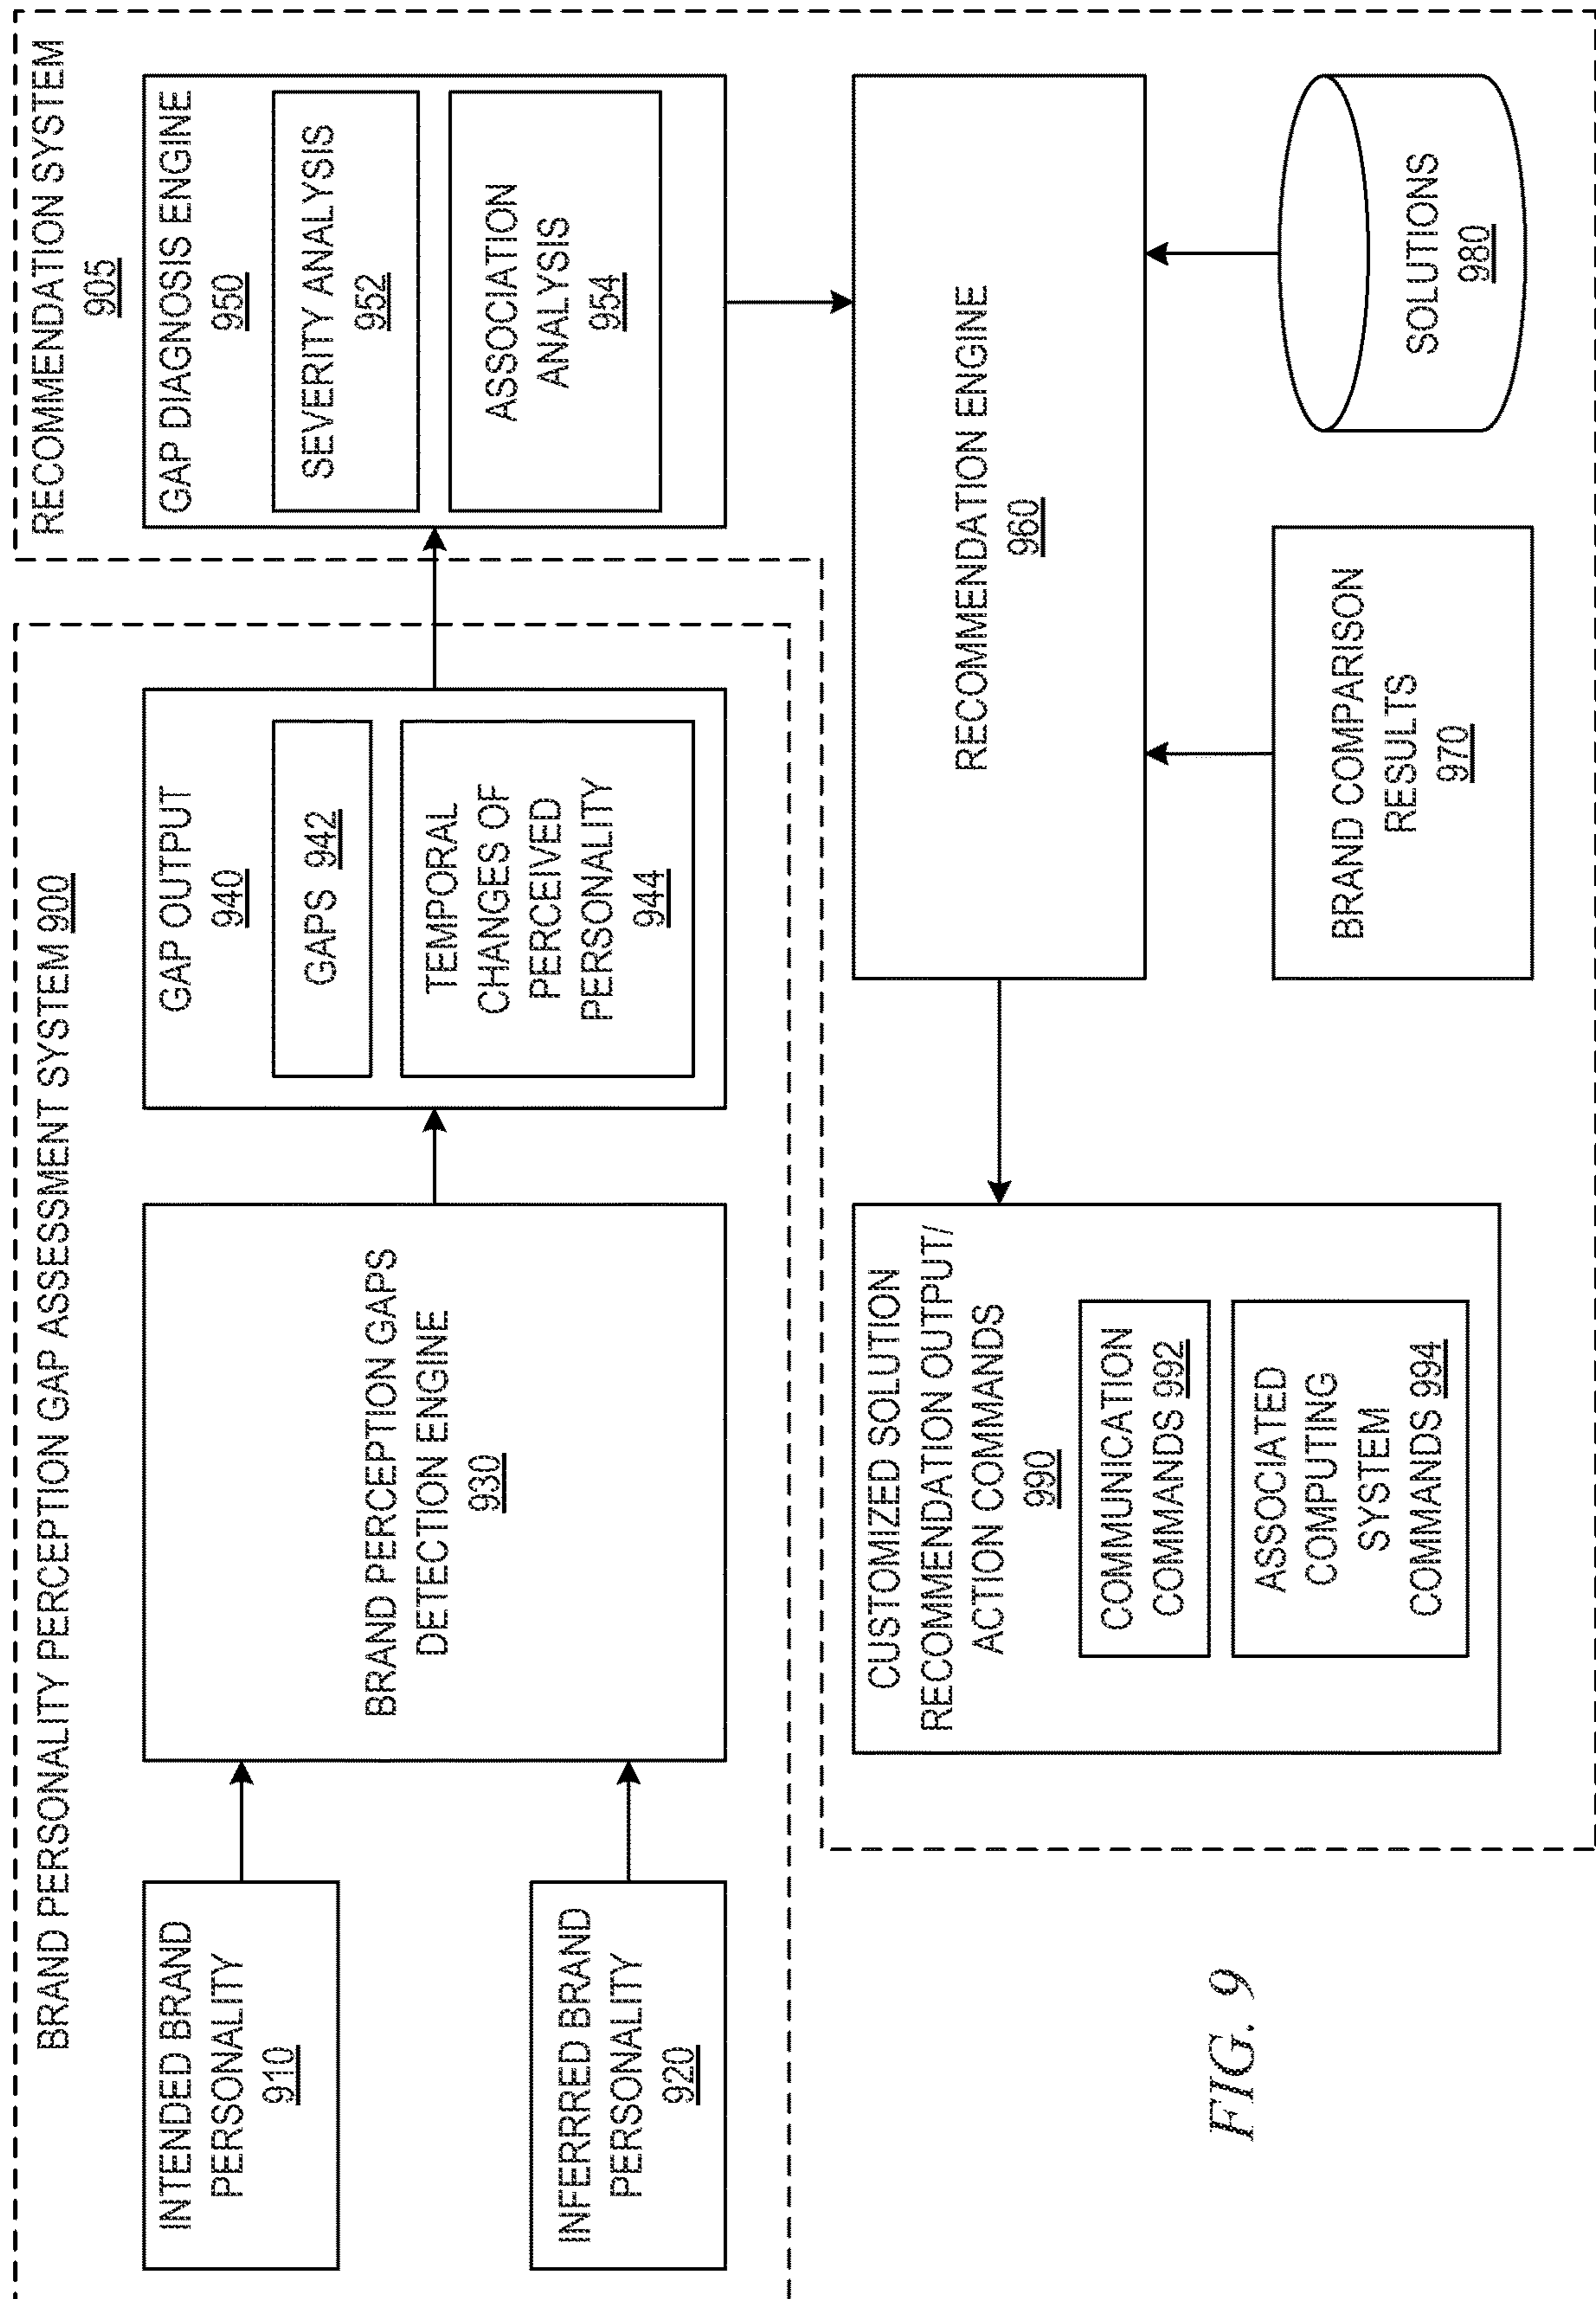 BRAND PERSONALITY PERCEPTION GAP ASSESSMENT SYSTEM 900
INTENDED BRAND
PERSONALITY
910
INFERRRED BRAND
PERSONALITY
920
BRAND PERCEPTION GAPS
DETECTION ENGINE
930
GAP OUTPUT
940
GAPS 942
TEMPORAL
CHANGES OF
PERCEIVED
PERSONALITY
944
RECOMMENDATION SYSTEM
905
GAP DIAGNOSIS ENGINE
950
SEVERITY ANALYSIS
952
ASSOCIATION
ANALYSIS
954
CUSTOMIZED SOLUTION
RECOMMENDATION OUTPUT/
ACTION COMMANDS
990
COMMUNICATION
COMMANDS 992
ASSOCIATED
COMPUTING
SYSTEM
COMMANDS 994
RECOMMENDATION ENGINE
960
BRAND COMPARISON
RESULTS
970
SOLUTIONS
980
FIG. 9